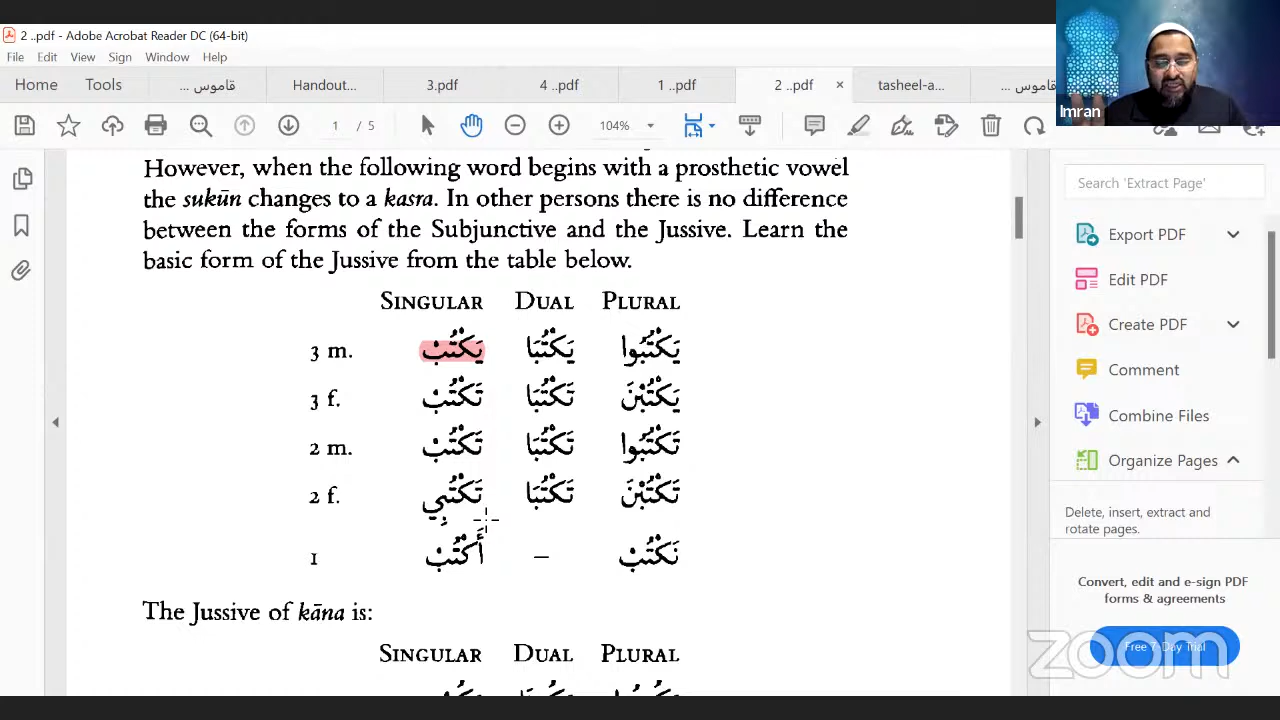 2 ..pdf - Adobe Acrobat Reader DC (64-bit)
File Edit View Sign Window Help
Home Tools قاموس ... Handout... 3.pdf 4 ..pdf 1 ..pdf 2 ..pdf × tasheel-a... قاموس ...
1 / 5 104%
Imran
However, when the following word begins with a prosthetic vowel
the sukūn changes to a kasra. In other persons there is no difference
between the forms of the Subjunctive and the Jussive. Learn the
basic form of the Jussive from the table below.
SINGULAR DUAL PLURAL
3 m. يَكْتُبْ يَكْتُبَا يَكْتُبُوا
3 f. تَكْتُبْ تَكْتُبَا يَكْتُبْنَ
2 m. تَكْتُبْ تَكْتُبَا تَكْتُبُوا
2 f. تَكْتُبِي تَكْتُبَا تَكْتُبْنَ
1 أَكْتُبْ – نَكْتُبْ
The Jussive of kāna is:
SINGULAR DUAL PLURAL
Search 'Extract Page'
Export PDF
Edit PDF
Create PDF
Comment
Combine Files
Organize Pages
Delete, insert, extract and
rotate pages.
Convert, edit and e-sign PDF
forms & agreements
Free 7-Day Trial
zoom